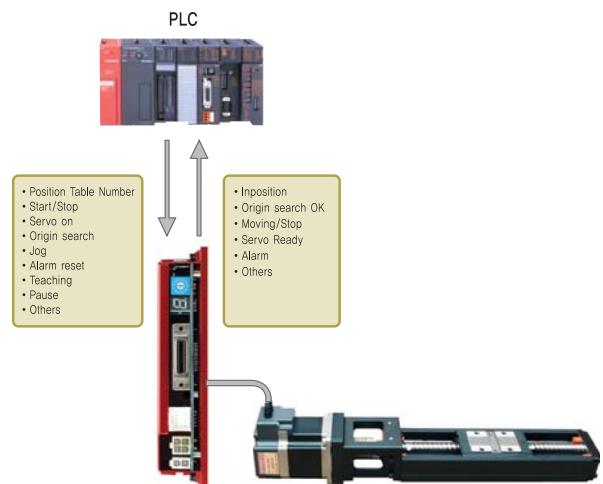 PLC
• Position Table Number
• Start/Stop
• Servo on
• Origin search
• Jog
• Alarm reset
• Teaching
• Pause
• Others
• Inposition
• Origin search OK
• Moving/Stop
• Servo Ready
• Alarm
• Others